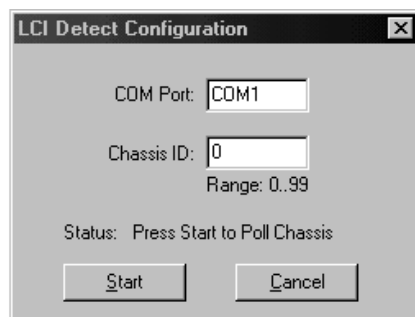 LCI Detect Configuration
COM Port: COM1
Chassis ID: 0
Range: 0..99
Status: Press Start to Poll Chassis
Start Cancel